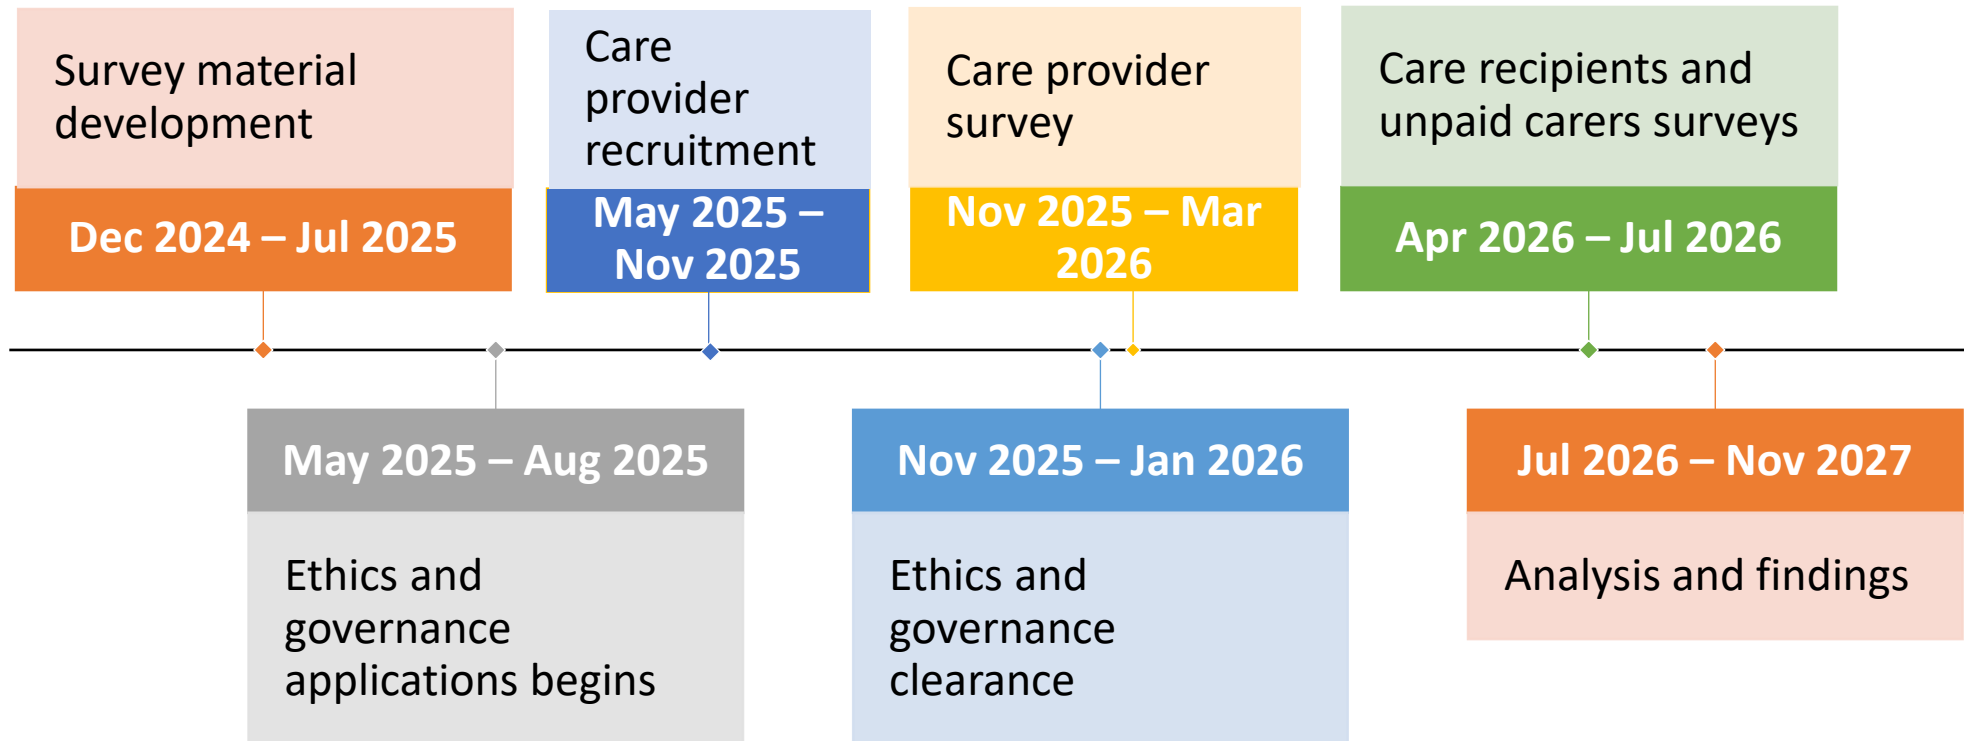 Survey material
development
Dec 2024 – Jul 2025
Care
provider
recruitment
May 2025 –
Nov 2025
Care provider
survey
Nov 2025 – Mar
2026
Care recipients and
unpaid carers surveys
Apr 2026 – Jul 2026
May 2025 – Aug 2025
Ethics and
governance
applications begins
Nov 2025 – Jan 2026
Ethics and
governance
clearance
Jul 2026 – Nov 2027
Analysis and findings